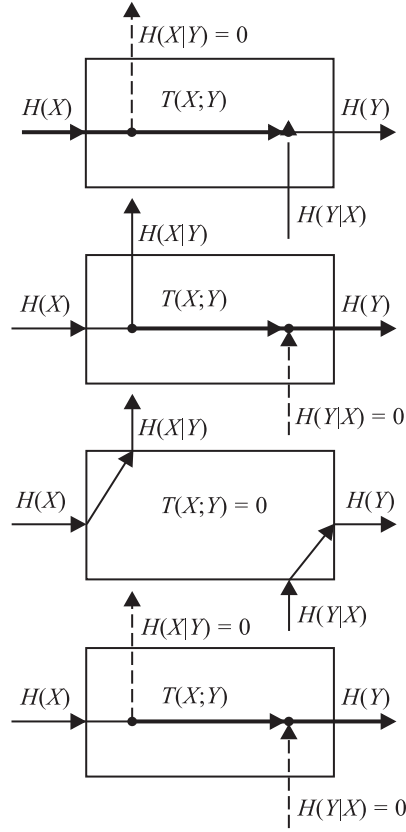 H(X|Y) = 0
H(X) T(X;Y) H(Y)
H(Y|X)
H(X|Y)
H(X) T(X;Y) H(Y)
H(Y|X) = 0
H(X|Y)
H(X) T(X;Y) = 0 H(Y)
H(Y|X)
H(X|Y) = 0
H(X) T(X;Y) H(Y)
H(Y|X) = 0